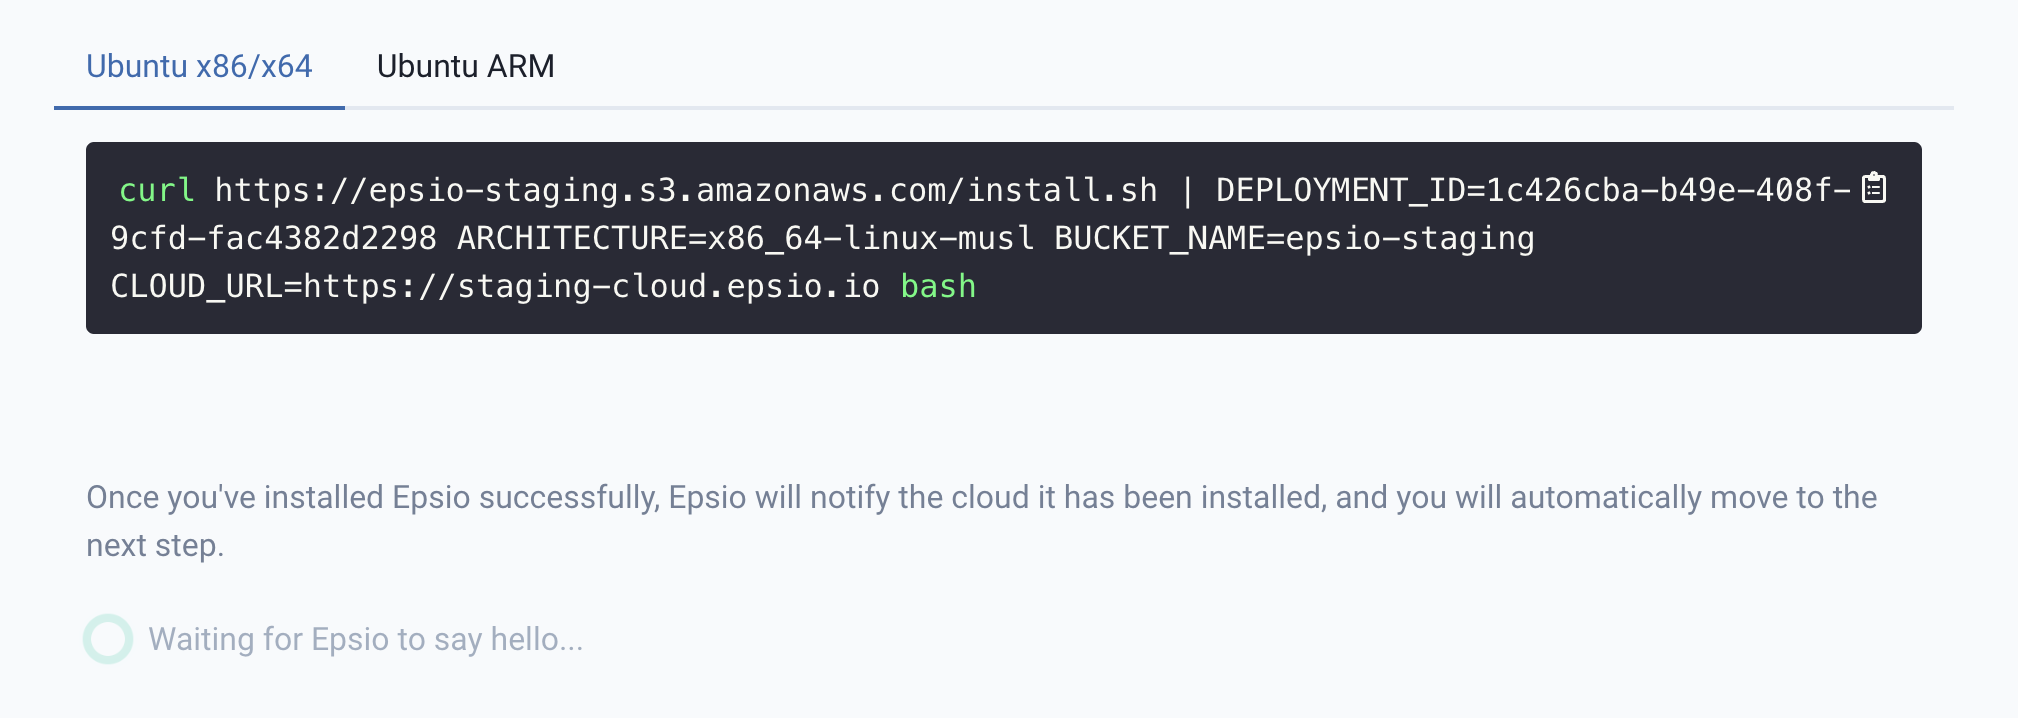 Ubuntu x86/x64 Ubuntu ARM
curl https://epsio-staging.s3.amazonaws.com/install.sh | DEPLOYMENT_ID=1c426cba-b49e-408f-
9cfd-fac4382d2298 ARCHITECTURE=x86_64-linux-musl BUCKET_NAME=epsio-staging
CLOUD_URL=https://staging-cloud.epsio.io bash
Once you've installed Epsio successfully, Epsio will notify the cloud it has been installed, and you will automatically move to the
next step.
Waiting for Epsio to say hello...